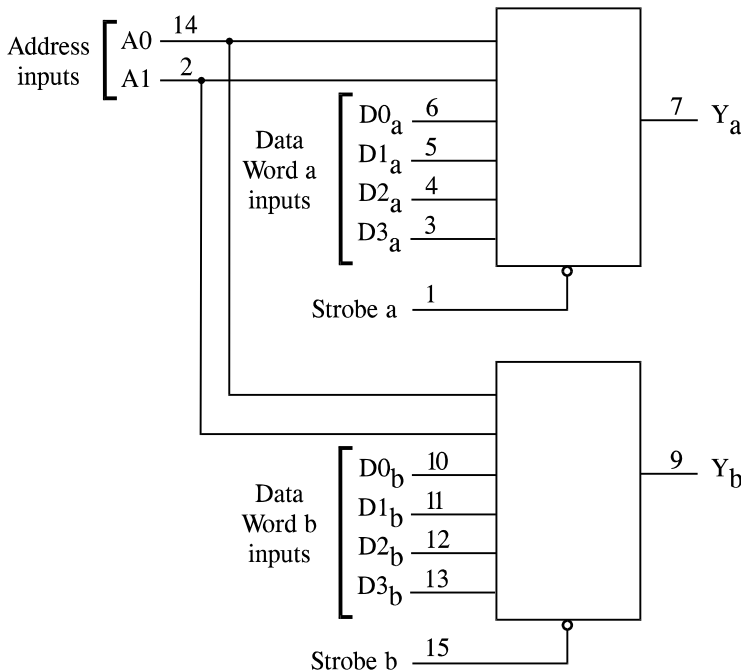 Address
inputs
A0 14
A1 2
Data
Word a
inputs
D0a 6
D1a 5
D2a 4
D3a 3
7 Ya
Strobe a 1
Data
Word b
inputs
D0b 10
D1b 11
D2b 12
D3b 13
9 Yb
Strobe b 15